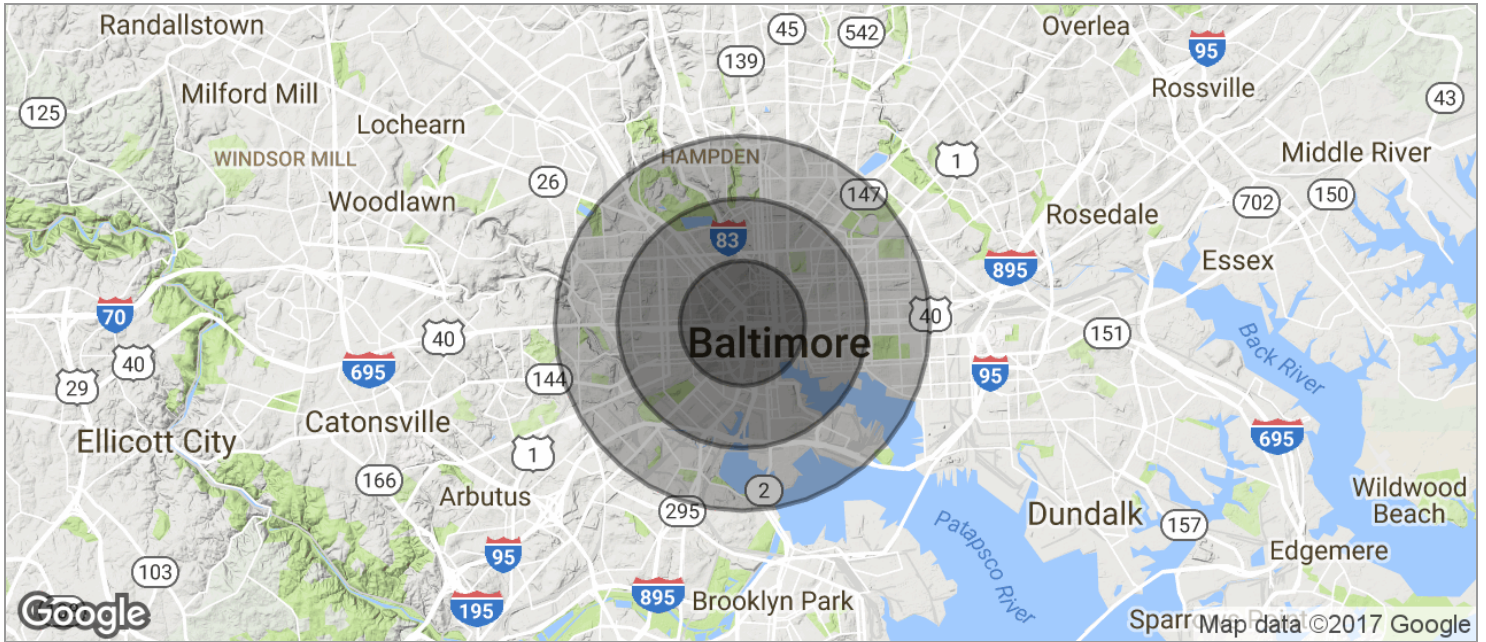 Randallstown
45
542
Overlea
95
139
Rossville
Milford Mill
43
125
Lochearn
HAMPDEN
WINDSOR MILL
1
Middle River
26
147
150
Woodlawn
702
Rosedale
83
Essex
895
70
40
40
40
151
Baltimore
29
695
144
95
Back River
Catonsville
Ellicott City
695
1
166
2
Arbutus
Wildwood
Beach
295
Dundalk
157
Patapsco River
95
Edgemere
103
895
Brooklyn Park
195
Google
Map data ©2017 Google